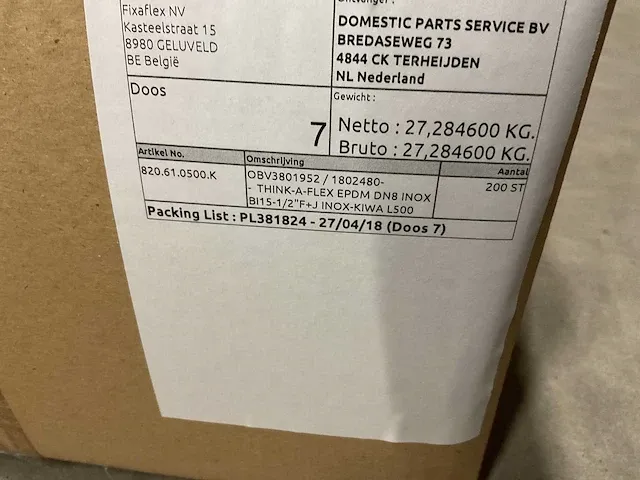 Fixaflex NV
Kasteelstraat 15
8980 GELUVELD
BE België
Ontvanger :
DOMESTIC PARTS SERVICE BV
BREDASEWEG 73
4844 CK TERHEIJDEN
NL Nederland
Doos
7
Gewicht :
Netto : 27,284600 KG.
Bruto : 27,284600 KG.
Artikel No. Omschrijving Aantal
820.61.0500.K OBV3801952 / 1802480- 200 ST
- THINK-A-FLEX EPDM DN8 INOX
BI15-1/2"F+J INOX-KIWA L500
Packing List : PL381824 - 27/04/18 (Doos 7)